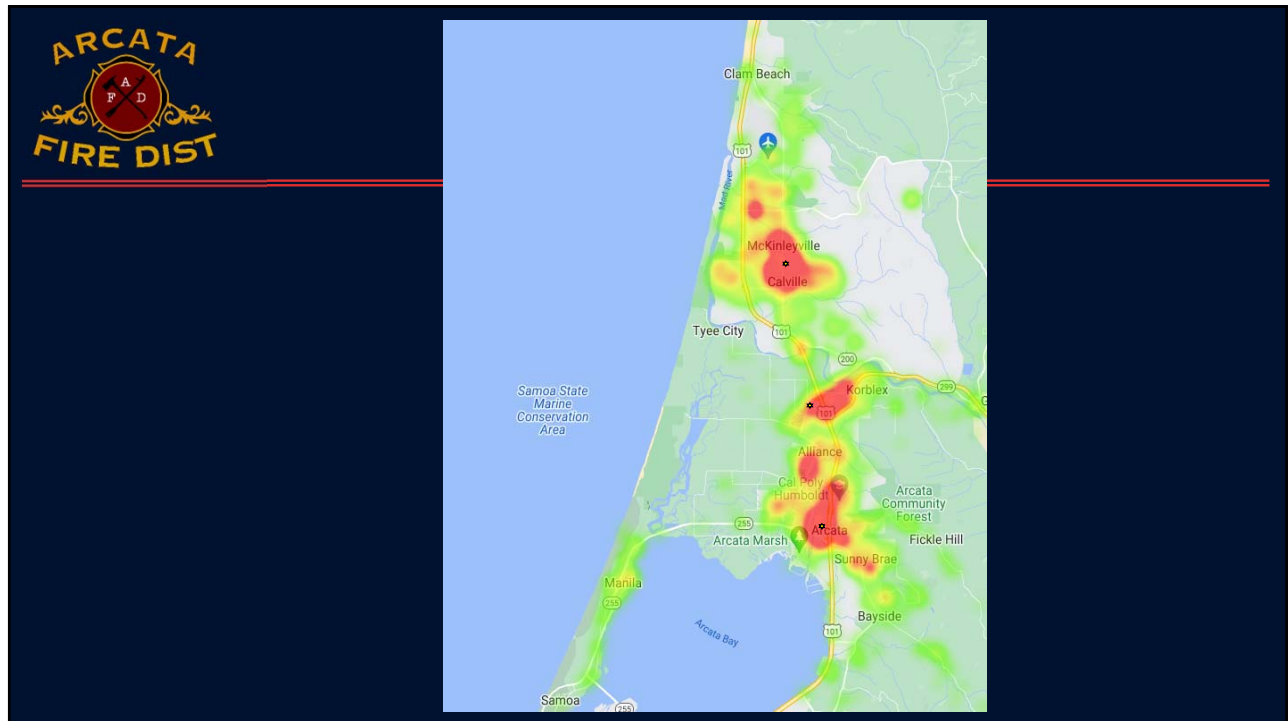 ARCATA
A
F D
FIRE DIST
Clam Beach
101
Mad River
McKinleyville
Calville
Tyee City
101
200
Korblex
299
G
Samoa State
Marine
Conservation
Area
101
Alliance
Cal Poly
Humboldt
Arcata
Community
Forest
255
Arcata
Arcata Marsh
Fickle Hill
Sunny Brae
Manila
255
Bayside
Arcata Bay
101
Samoa
255